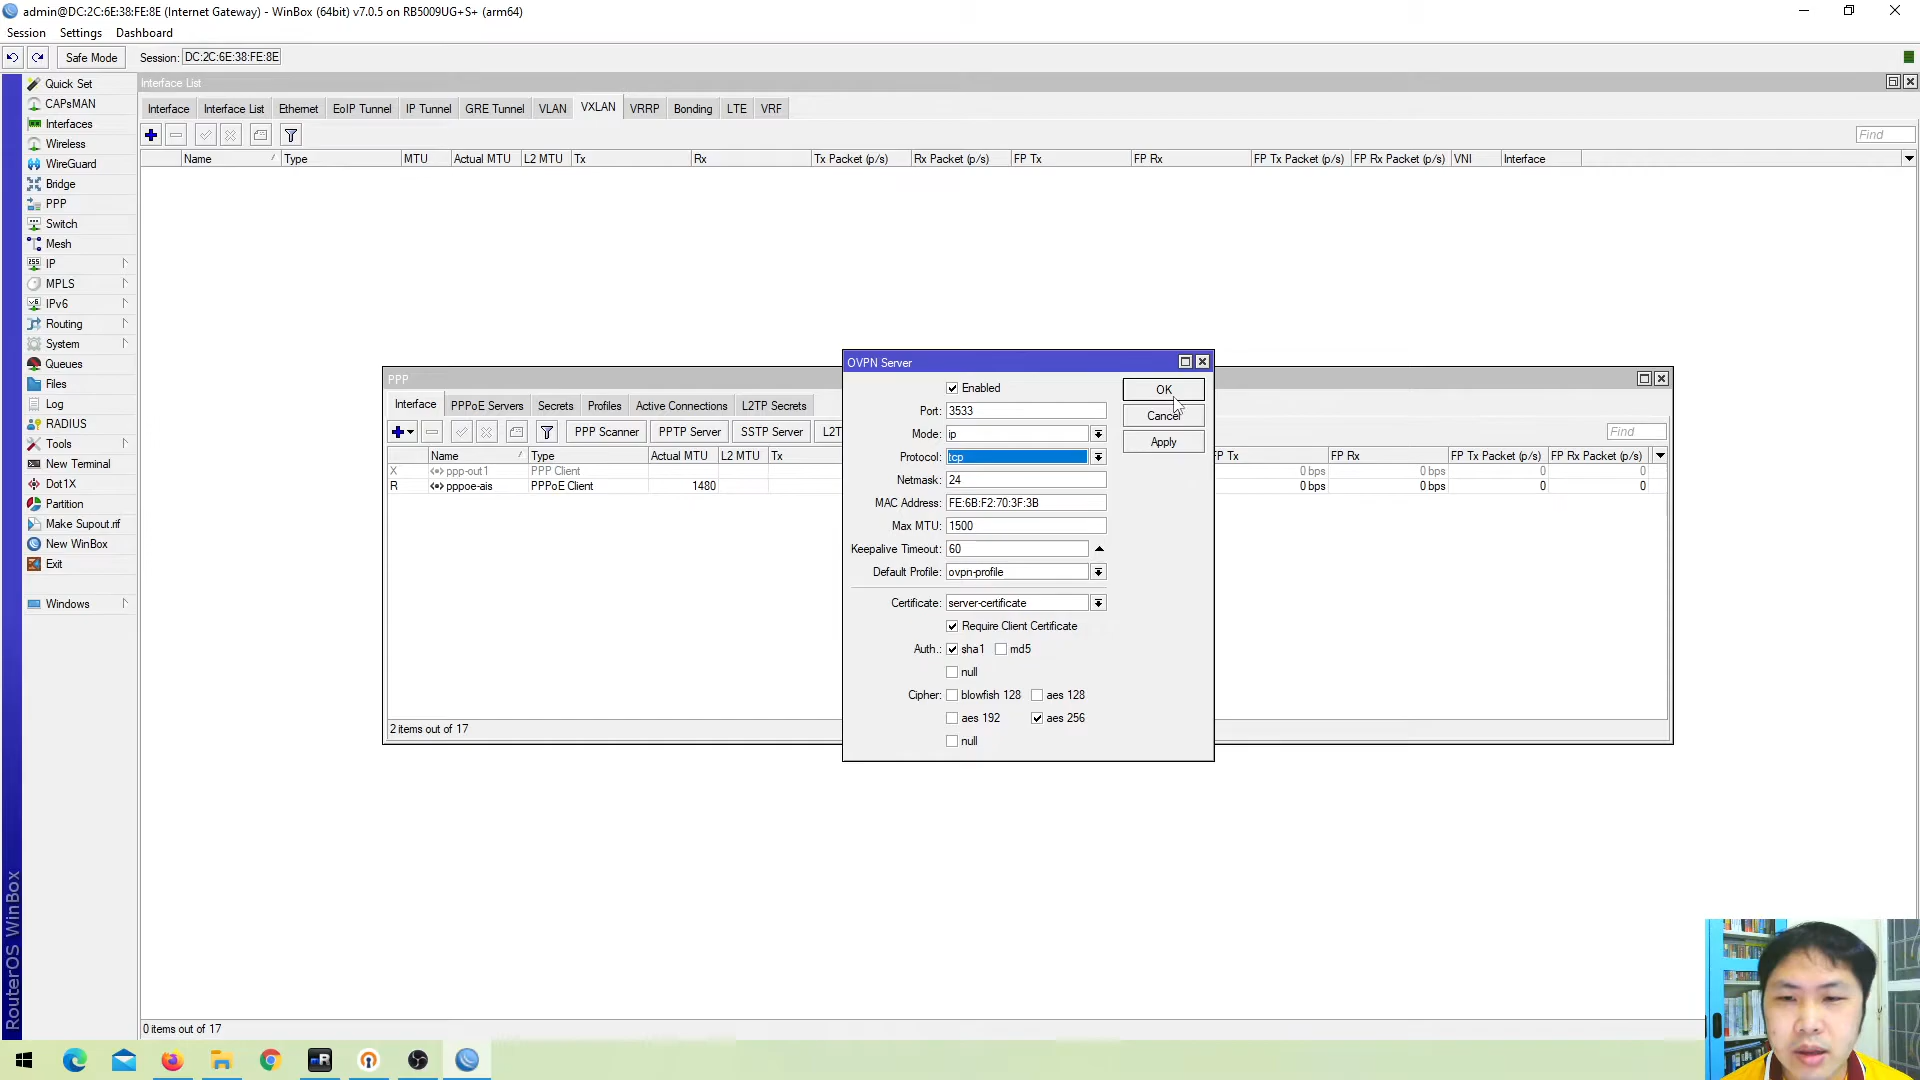 admin@DC:2C:6E:38:FE:8E (Internet Gateway) - WinBox (64bit) v7.0.5 on RB5009UG+S+ (arm64)
Session Settings Dashboard
Safe Mode Session: DC:2C:6E:38:FE:8E
Quick Set
CAPsMAN
Interfaces
Wireless
WireGuard
Bridge
PPP
Switch
Mesh
IP
MPLS
IPv6
Routing
System
Queues
Files
Log
RADIUS
Tools
New Terminal
Dot1X
Partition
Make Supout.rif
New WinBox
Exit
Windows
RouterOS WinBox
Interface List
Interface Interface List Ethernet EoIP Tunnel IP Tunnel GRE Tunnel VLAN VXLAN VRRP Bonding LTE VRF
Find
Name Type MTU Actual MTU L2 MTU Tx Rx Tx Packet (p/s) Rx Packet (p/s) FP Tx FP Rx FP Tx Packet (p/s) FP Rx Packet (p/s) VNI Interface
PPP
Interface PPPoE Servers Secrets Profiles Active Connections L2TP Secrets
PPP Scanner PPTP Server SSTP Server L2T
Find
Name Type Actual MTU L2 MTU Tx P Tx FP Rx FP Tx Packet (p/s) FP Rx Packet (p/s)
X ppp-out1 PPP Client 0 bps 0 bps 0 0
R pppoe-ais PPPoE Client 1480 0 bps 0 bps 0 0
2 items out of 17
OVPN Server
Enabled
Port: 3533
Mode: ip
Protocol: tcp
Netmask: 24
MAC Address: FE:6B:F2:70:3F:3B
Max MTU: 1500
Keepalive Timeout: 60
Default Profile: ovpn-profile
Certificate: server-certificate
Require Client Certificate
Auth.: sha1 md5
null
Cipher: blowfish 128 aes 128
aes 192 aes 256
null
OK
Cancel
Apply
0 items out of 17